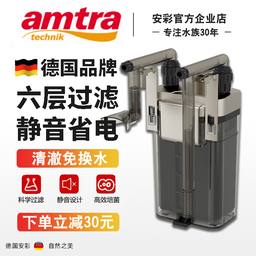 amtra
technik
安彩官方企业店
专注水族30年
德国品牌
六层过滤
静音省电
清澈免换水
科学过滤 静音设计 高效培菌
下单立减30元
德国安彩 自然之美